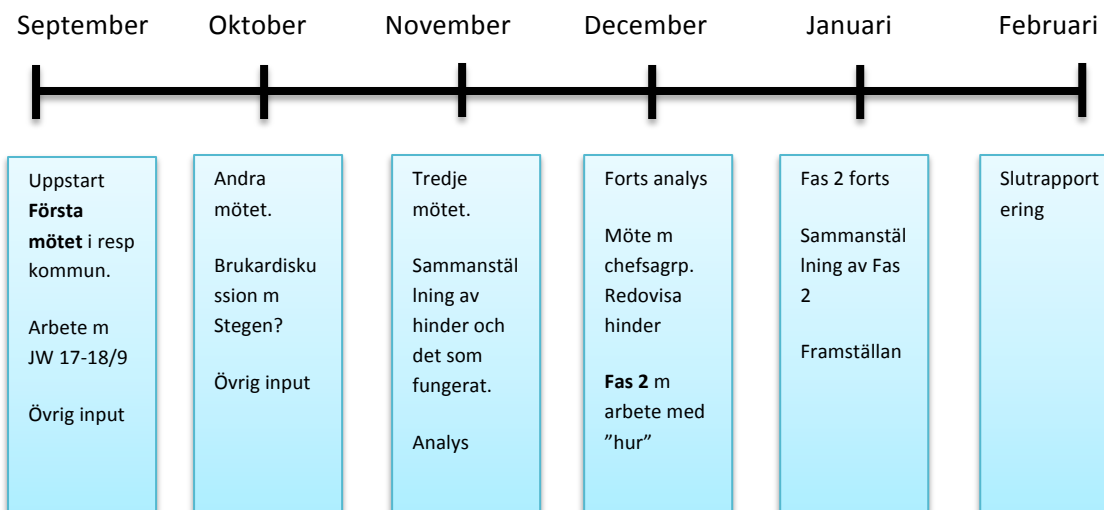 September
Oktober
November
December
Januari
Februari
Uppstart
Första
mötet i resp
kommun.
Arbete m
JW 17-18/9
Övrig input
Andra
mötet.
Brukardisku
ssion m
Stegen?
Övrig input
Tredje
mötet.
Sammanstäl
lning av
hinder och
det som
fungerat.
Analys
Forts analys
Möte m
chefsagrp.
Redovisa
hinder
Fas 2 m
arbete med
”hur”
Fas 2 forts
Sammanstäl
lning av Fas
2
Framställan
Slutrapport
ering